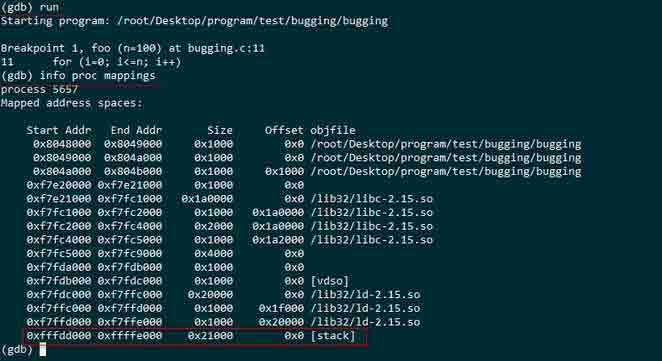 (gdb) run
Starting program: /root/Desktop/program/test/bugging/bugging
Breakpoint 1, foo (n=100) at bugging.c:11
11 for (i=0; i<=n; i++)
(gdb) info proc mappings
process 5657
Mapped address spaces:
Start Addr End Addr Size Offset objfile
0x8048000 0x8049000 0x1000 0x0 /root/Desktop/program/test/bugging/bugging
0x8049000 0x804a000 0x1000 0x0 /root/Desktop/program/test/bugging/bugging
0x804a000 0x804b000 0x1000 0x1000 /root/Desktop/program/test/bugging/bugging
0xf7e20000 0xf7e21000 0x1000 0x0
0xf7e21000 0xf7fc1000 0x1a0000 0x0 /lib32/libc-2.15.so
0xf7fc1000 0xf7fc2000 0x1000 0x1a0000 /lib32/libc-2.15.so
0xf7fc2000 0xf7fc4000 0x2000 0x1a0000 /lib32/libc-2.15.so
0xf7fc4000 0xf7fc5000 0x1000 0x1a2000 /lib32/libc-2.15.so
0xf7fc5000 0xf7fc9000 0x4000 0x0
0xf7fda000 0xf7fdb000 0x1000 0x0
0xf7fdb000 0xf7fdc000 0x1000 0x0 [vdso]
0xf7fdc000 0xf7ffc000 0x20000 0x0 /lib32/ld-2.15.so
0xf7ffc000 0xf7ffd000 0x1000 0x1f000 /lib32/ld-2.15.so
0xf7ffd000 0xf7ffe000 0x1000 0x20000 /lib32/ld-2.15.so
0xfffdd000 0xffffe000 0x21000 0x0 [stack]
(gdb)